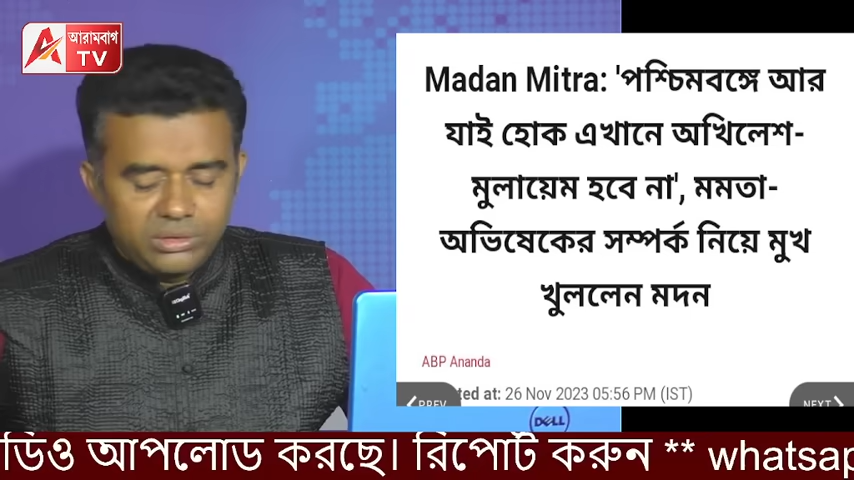 আরামবাগ
TV
Madan Mitra: 'পশ্চিমবঙ্গে আর
যাই হোক এখানে অখিলেশ-
মুলায়েম হবে না', মমতা-
অভিষেকের সম্পর্ক নিয়ে মুখ
খুললেন মদন
ABP Ananda
ted at: 26 Nov 2023 05:56 PM (IST)
PREV
NEXT
DELL
ডিও আপলোড করছে। রিপোর্ট করুন ** whatsap